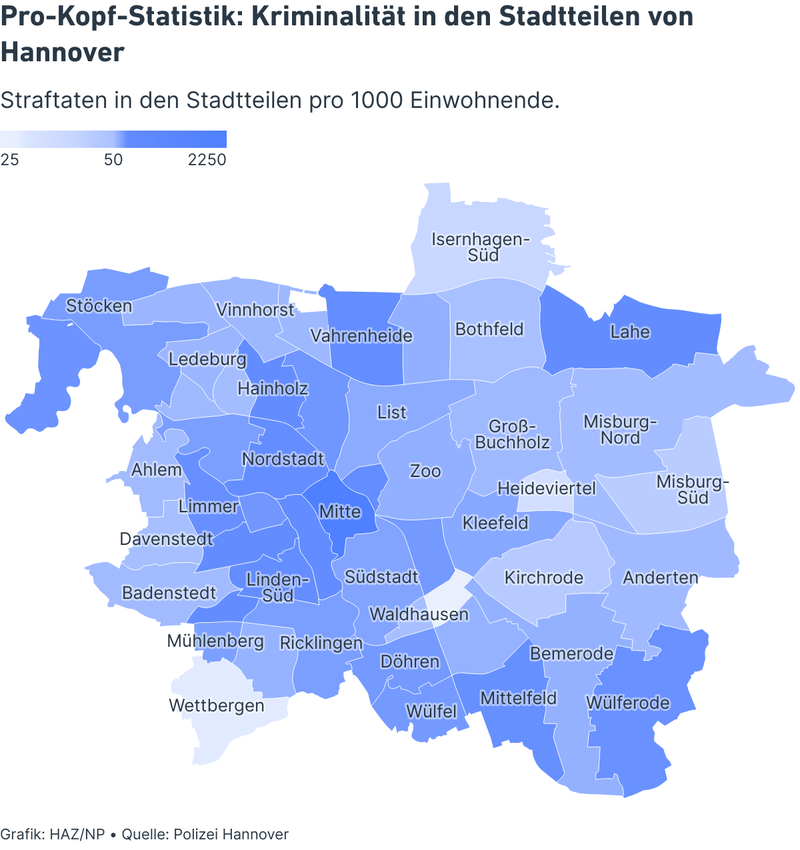 Pro-Kopf-Statistik: Kriminalität in den Stadtteilen von
Hannover
Straftaten in den Stadtteilen pro 1000 Einwohnende.
25 50 2250
Isernhagen-
Süd
Stöcken
Vinnhorst
Vahrenheide
Bothfeld
Lahe
Ledeburg
Hainholz
List
Groß-
Buchholz
Misburg-
Nord
Nordstadt
Ahlem
Zoo
Heideviertel
Misburg-
Süd
Limmer
Mitte
Kleefeld
Davenstedt
Linden-
Süd
Südstadt
Kirchrode
Anderten
Badenstedt
Waldhausen
Mühlenberg
Ricklingen
Döhren
Bemerode
Wettbergen
Wülfel
Mittelfeld
Wülferode
Grafik: HAZ/NP • Quelle: Polizei Hannover